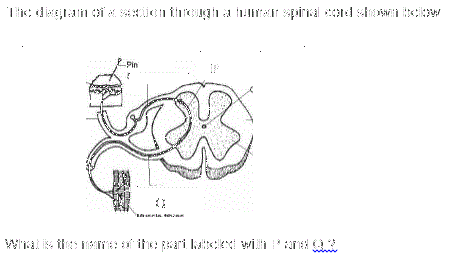 The diagram of a section through a human spinal cord shown below
P
Pin
P
Q
What is the name of the part labeled with P and Q ?